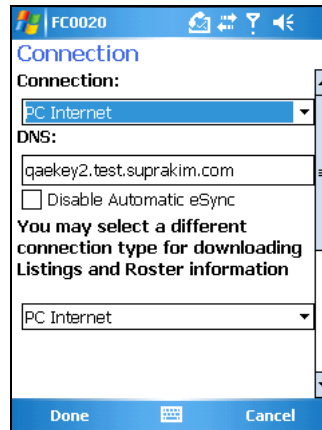 FC0020
Connection
Connection:
PC Internet
DNS:
qaekey2.test.suprakim.com
Disable Automatic eSync
You may select a different
connection type for downloading
Listings and Roster information
PC Internet
Done
Cancel